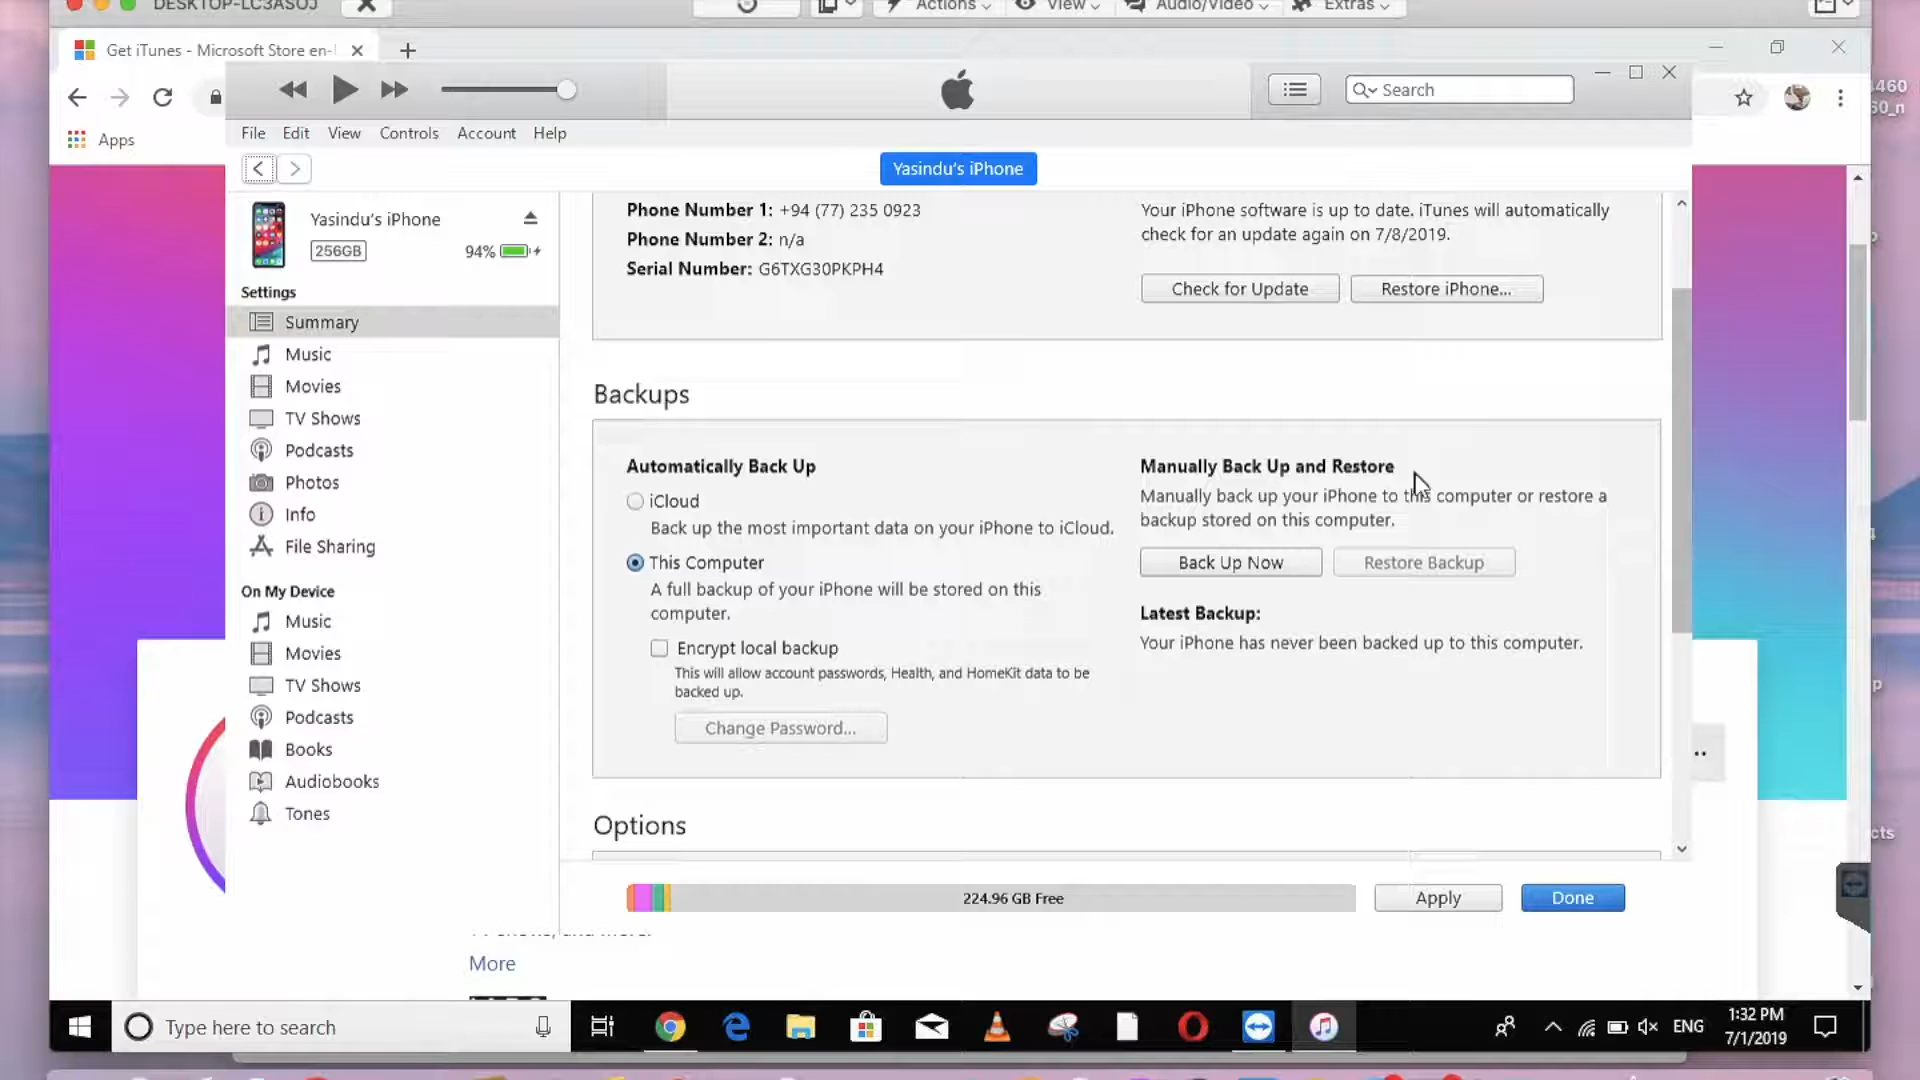 DESKTOP-LC3ASOJ
Actions
View
Audio/Video
Extras
Get iTunes - Microsoft Store en-
Search
4460
60_n
Apps
File Edit View Controls Account Help
Yasindu's iPhone
Yasindu's iPhone
256GB
94%
Settings
Summary
Music
Movies
TV Shows
Podcasts
Photos
Info
File Sharing
On My Device
Music
Movies
TV Shows
Podcasts
Books
Audiobooks
Tones
Phone Number 1: +94 (77) 235 0923
Phone Number 2: n/a
Serial Number: G6TXG30PKPH4
Your iPhone software is up to date. iTunes will automatically
check for an update again on 7/8/2019.
Check for Update
Restore iPhone...
Backups
Automatically Back Up
iCloud
Back up the most important data on your iPhone to iCloud.
This Computer
A full backup of your iPhone will be stored on this
computer.
Encrypt local backup
This will allow account passwords, Health, and HomeKit data to be
backed up.
Change Password...
Manually Back Up and Restore
Manually back up your iPhone to this computer or restore a
backup stored on this computer.
Back Up Now
Restore Backup
Latest Backup:
Your iPhone has never been backed up to this computer.
Options
224.96 GB Free
Apply
Done
More
cts
Type here to search
ENG
1:32 PM
7/1/2019